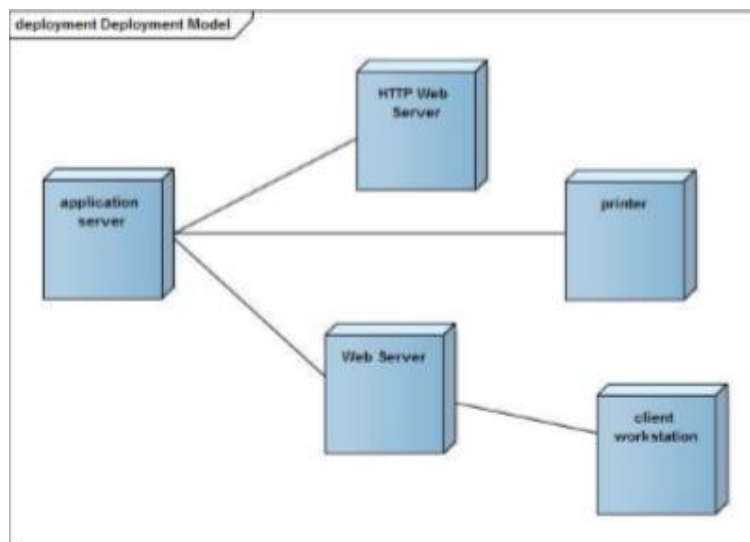 deployment Deployment Model
HTTP Web
Server
application
server
printer
Web Server
client
workstation